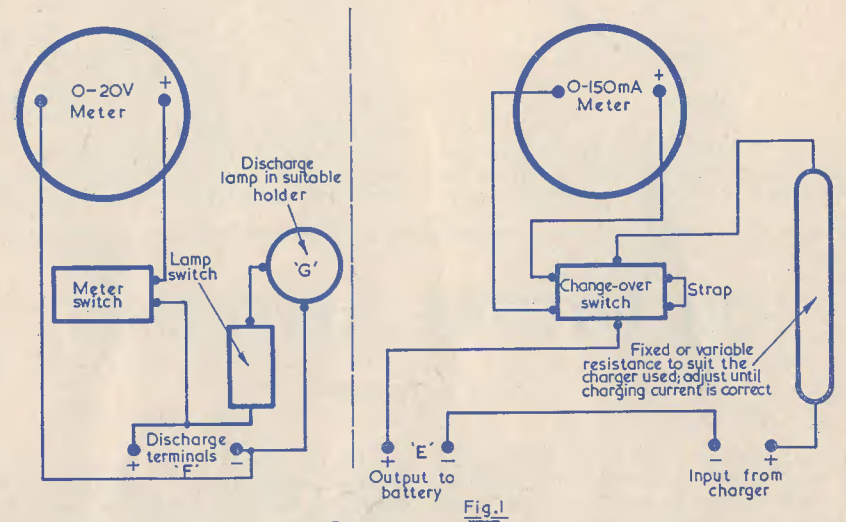 0-20V
Meter
+
Discharge
lamp in suitable
holder
'G'
Lamp
switch
Meter
switch
Discharge
terminals
+ 'F' -
0-150mA
Meter
+
Change-over
switch
Strap
Fixed or variable
resistance to suit the
charger used; adjust until
charging current is correct
+ 'E' -
Output to
battery
- +
Input from
charger
Fig.1